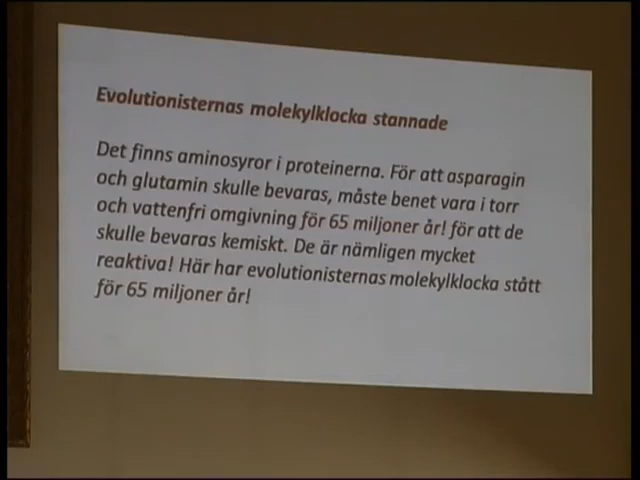 Evolutionisternas molekylklocka stannade
Det finns aminosyror i proteinerna. För att asparagin
och glutamin skulle bevaras, måste benet vara i torr
och vattenfri omgivning för 65 miljoner år! för att de
skulle bevaras kemiskt. De är nämligen mycket
reaktiva! Här har evolutionisternas molekylklocka stått
för 65 miljoner år!